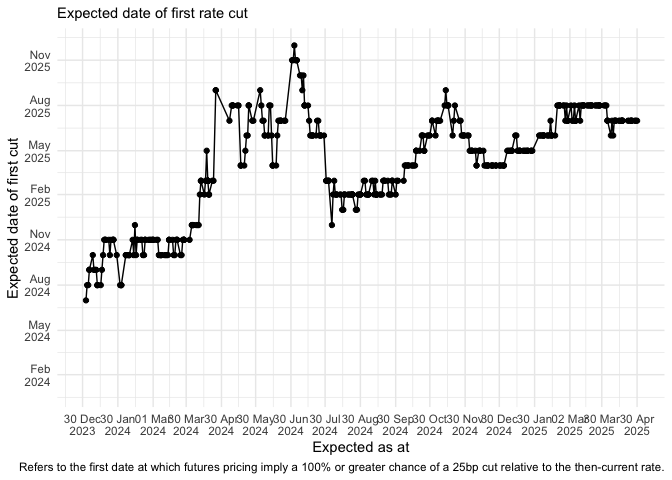 Expected date of first rate cut
Expected date of first cut
Nov
2025
Aug
2025
May
2025
Feb
2025
Nov
2024
Aug
2024
May
2024
Feb
2024
30 Dec 30 Jan 01 Mar 30 Mar 30 Apr 30 May 30 Jun 30 Jul 30 Aug 30 Sep 30 Oct 30 Nov 30 Dec 30 Jan 02 Mar 30 Mar 30 Apr
2023 2024 2024 2024 2024 2024 2024 2024 2024 2024 2024 2024 2024 2025 2025 2025 2025
Expected as at
Refers to the first date at which futures pricing imply a 100% or greater chance of a 25bp cut relative to the then-current rate.